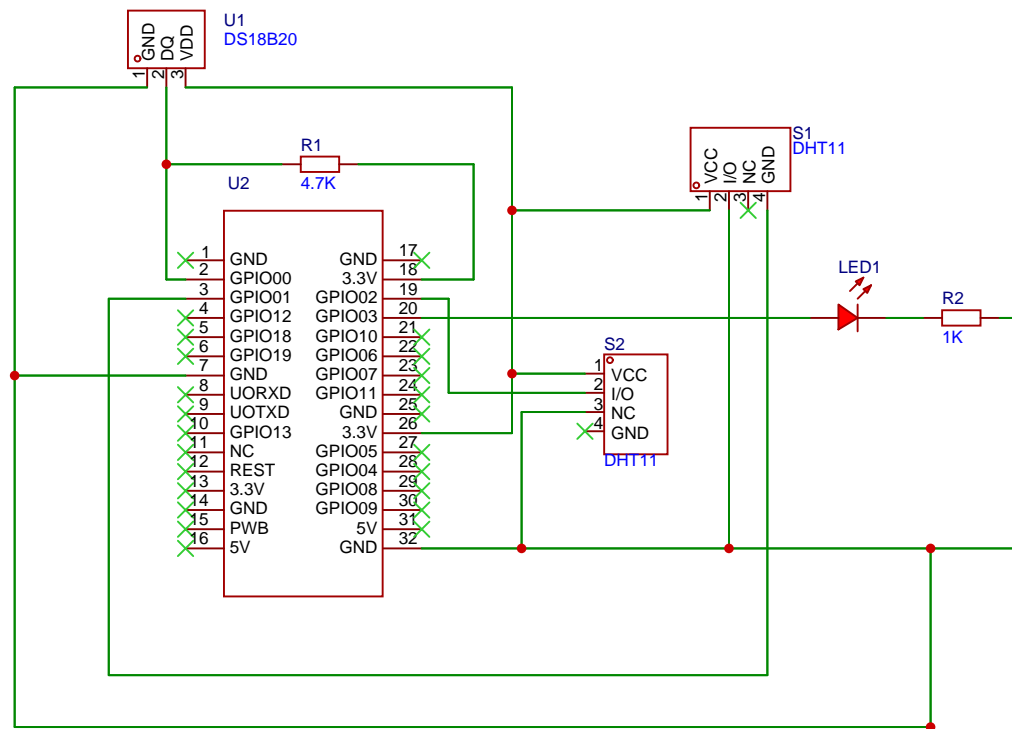 U1
DS18B20
GND
DQ
VDD
1
2
3
R1
4.7K
S1
DHT11
VCC
I/O
NC
GND
1
2
3
4
U2
1 GND
2 GPIO00
3 GPIO01
4 GPIO12
5 GPIO18
6 GPIO19
7 GND
8 UORXD
9 UOTXD
10 GPIO13
11 NC
12 REST
13 3.3V
14 GND
15 PWB
16 5V
GND 17
3.3V 18
GPIO02 19
GPIO03 20
GPIO10 21
GPIO06 22
GPIO07 23
GPIO11 24
GND 25
3.3V 26
GPIO05 27
GPIO04 28
GPIO08 29
GPIO09 30
5V 31
GND 32
LED1
R2
1K
S2
1 VCC
2 I/O
3 NC
4 GND
DHT11